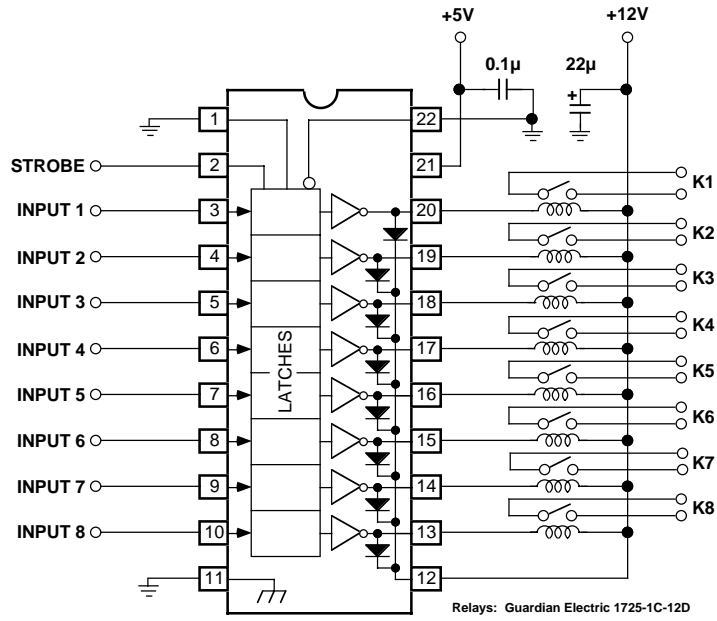 +5V
+12V
0.1µ
22µ
+
1
22
STROBE
2
21
K1
INPUT 1
3
20
K2
INPUT 2
4
19
K3
INPUT 3
5
18
K4
INPUT 4
6
17
LATCHES
K5
INPUT 5
7
16
K6
INPUT 6
8
15
K7
INPUT 7
9
14
K8
INPUT 8
10
13
11
12
Relays: Guardian Electric 1725-1C-12D